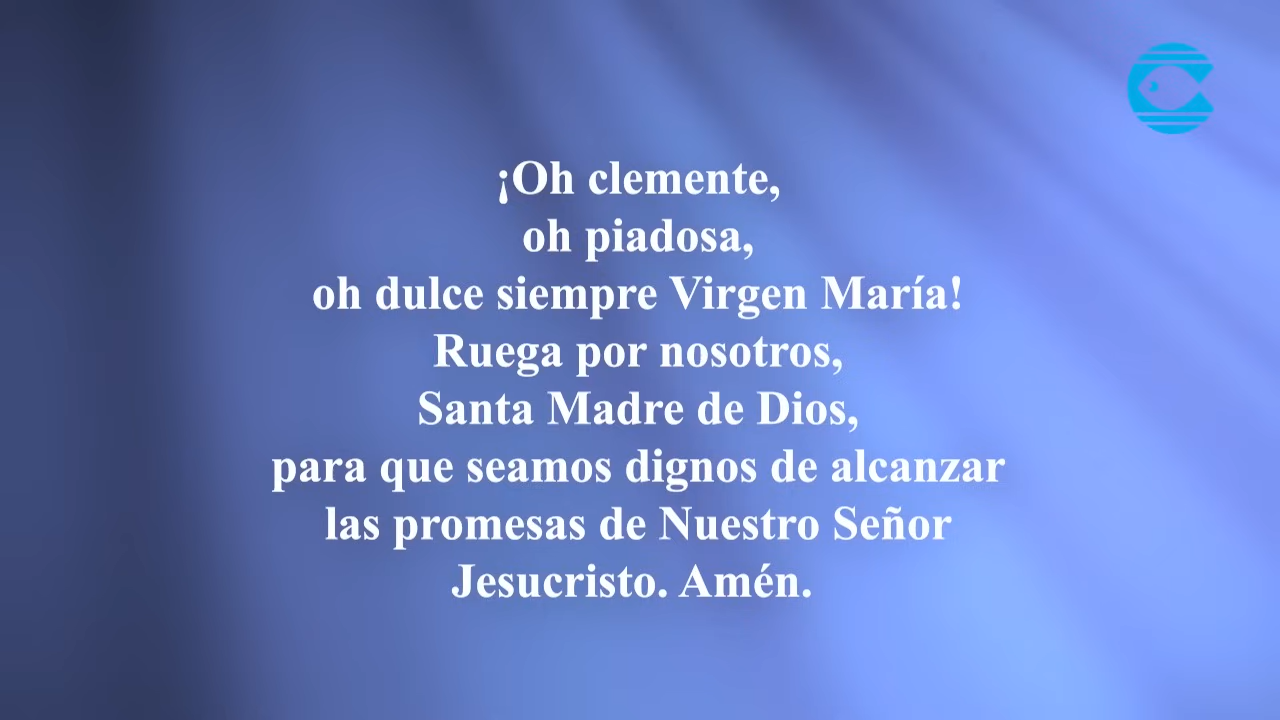 ¡Oh clemente,
oh piadosa,
oh dulce siempre Virgen María!
Ruega por nosotros,
Santa Madre de Dios,
para que seamos dignos de alcanzar
las promesas de Nuestro Señor
Jesucristo. Amén.